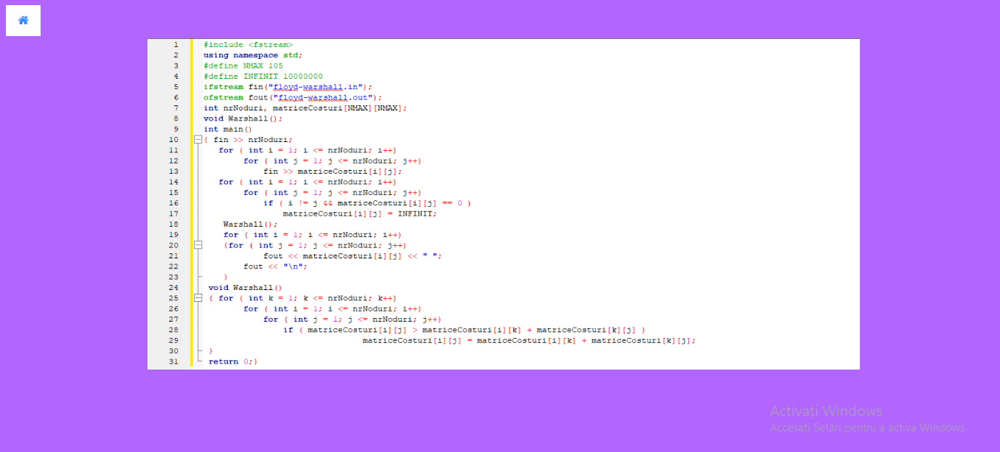 1 #include <fstream>
2 using namespace std;
3 #define NMAX 105
4 #define INFINIT 10000000
5 ifstream fin("floyd-warshall.in");
6 ofstream fout("floyd-warshall.out");
7 int nrNoduri, matriceCosturi[NMAX][NMAX];
8 void Warshall();
9 int main()
10 { fin >> nrNoduri;
11 for ( int i = 1; i <= nrNoduri; i++)
12 for ( int j = 1; j <= nrNoduri; j++)
13 fin >> matriceCosturi[i][j];
14 for ( int i = 1; i <= nrNoduri; i++)
15 for ( int j = 1; j <= nrNoduri; j++)
16 if ( i != j && matriceCosturi[i][j] == 0 )
17 matriceCosturi[i][j] = INFINIT;
18 Warshall();
19 for ( int i = 1; i <= nrNoduri; i++)
20 {for ( int j = 1; j <= nrNoduri; j++)
21 fout << matriceCosturi[i][j] << " ";
22 fout << "\n";
23 }
24 void Warshall()
25 { for ( int k = 1; k <= nrNoduri; k++)
26 for ( int i = 1; i <= nrNoduri; i++)
27 for ( int j = 1; j <= nrNoduri; j++)
28 if ( matriceCosturi[i][j] > matriceCosturi[i][k] + matriceCosturi[k][j] )
29 matriceCosturi[i][j] = matriceCosturi[i][k] + matriceCosturi[k][j];
30 }
31 return 0;}
Activați Windows
Accesați Setări pentru a activa Windows.